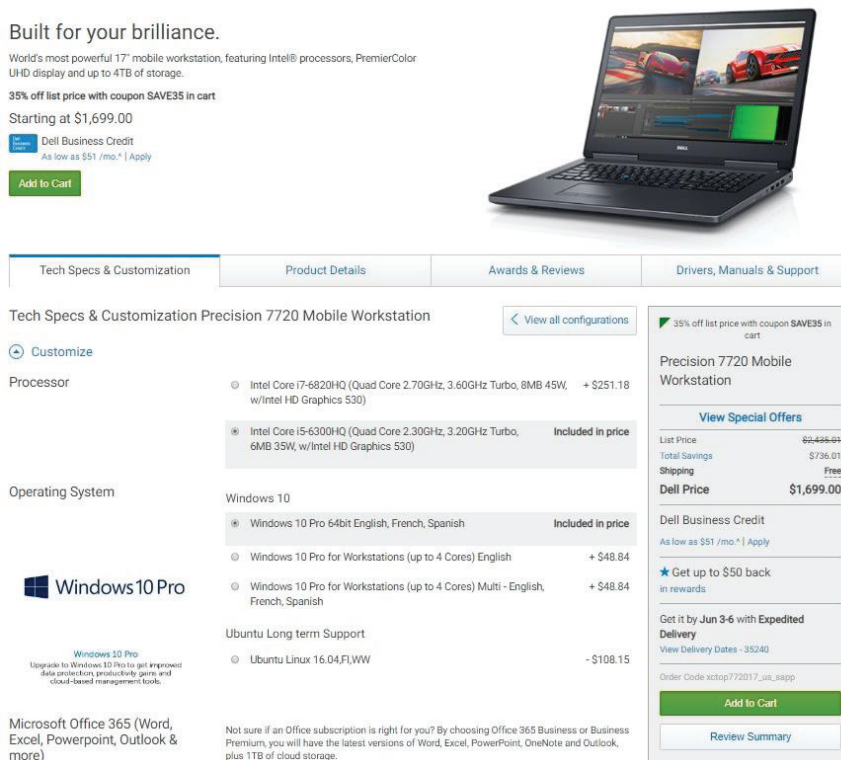 Built for your brilliance.
World's most powerful 17" mobile workstation, featuring Intel® processors, PremierColor
UHD display and up to 4TB of storage.
35% off list price with coupon SAVE35 in cart
Starting at $1,699.00
Dell Business Credit
Dell Business Credit
As low as $51 /mo.^ | Apply
Add to Cart
DELL
Tech Specs & Customization
Product Details
Awards & Reviews
Drivers, Manuals & Support
Tech Specs & Customization Precision 7720 Mobile Workstation
View all configurations
Customize
Processor
Intel Core i7-6820HQ (Quad Core 2.70GHz, 3.60GHz Turbo, 8MB 45W, + $251.18
w/Intel HD Graphics 530)
Intel Core i5-6300HQ (Quad Core 2.30GHz, 3.20GHz Turbo, Included in price
6MB 35W, w/Intel HD Graphics 530)
Operating System
Windows 10
Windows 10 Pro 64bit English, French, Spanish Included in price
Windows 10 Pro for Workstations (up to 4 Cores) English + $48.84
Windows 10 Pro for Workstations (up to 4 Cores) Multi - English, + $48.84
French, Spanish
Windows 10 Pro
Ubuntu Long term Support
Ubuntu Linux 16.04,FI,WW - $108.15
Windows 10 Pro
Upgrade to Windows 10 Pro to get improved
data protection, productivity gains and
cloud-based management tools.
Microsoft Office 365 (Word,
Excel, Powerpoint, Outlook &
more)
Not sure if an Office subscription is right for you? By choosing Office 365 Business or Business
Premium, you will have the latest versions of Word, Excel, PowerPoint, OneNote and Outlook,
plus 1TB of cloud storage.
35% off list price with coupon SAVE35 in
cart
Precision 7720 Mobile
Workstation
View Special Offers
List Price $2,435.01
Total Savings $736.01
Shipping Free
Dell Price $1,699.00
Dell Business Credit
As low as $51 /mo.^ | Apply
Get up to $50 back
in rewards
Get it by Jun 3-6 with Expedited
Delivery
View Delivery Dates - 35240
Order Code xctop772017_us_sapp
Add to Cart
Review Summary